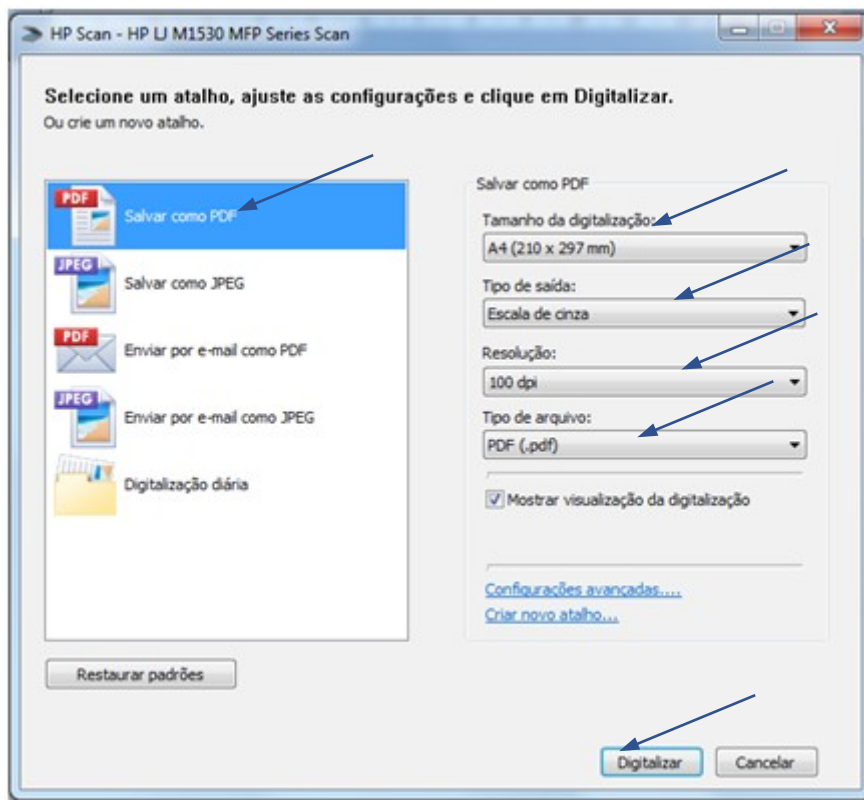 HP Scan - HP LJ M1530 MFP Series Scan
Selecione um atalho, ajuste as configurações e clique em Digitalizar.
Ou crie um novo atalho.
PDF
Salvar como PDF
JPEG
Salvar como JPEG
PDF
Enviar por e-mail como PDF
JPEG
Enviar por e-mail como JPEG
Digitalização diária
Restaurar padrões
Salvar como PDF
Tamanho da digitalização:
A4 (210 x 297 mm)
Tipo de saída:
Escala de cinza
Resolução:
100 dpi
Tipo de arquivo:
PDF (.pdf)
Mostrar visualização da digitalização
Configurações avançadas....
Criar novo atalho...
Digitalizar
Cancelar